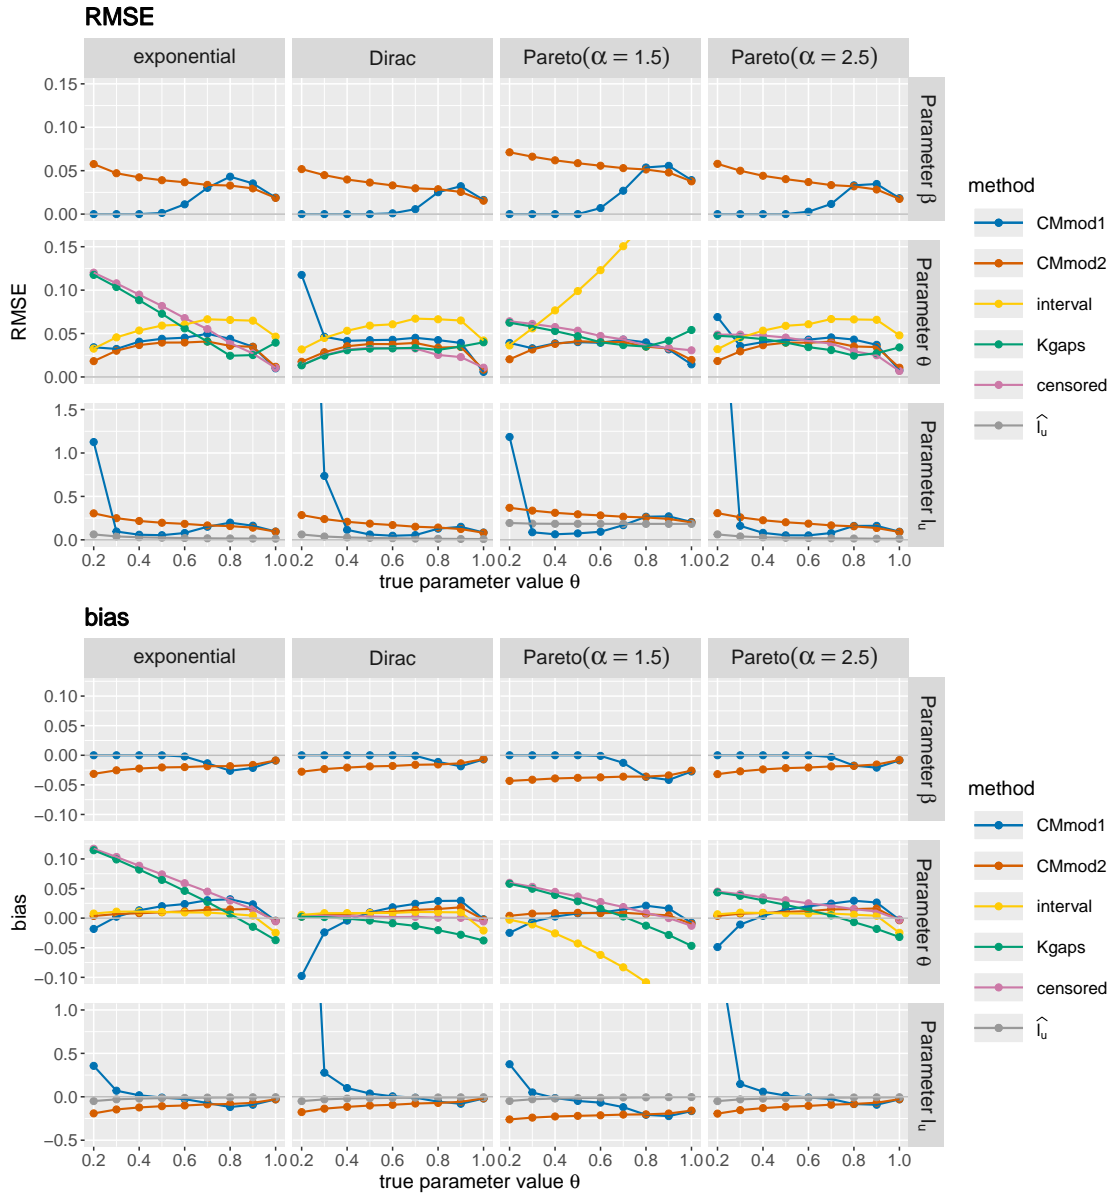 RMSE
exponential
Dirac
Pareto(α = 1.5)
Pareto(α = 2.5)
0.15
0.10
0.05
0.00
Parameter β
0.15
0.10
0.05
0.00
Parameter θ
1.5
1.0
0.5
0.0
Parameter l_u
RMSE
0.2 0.4 0.6 0.8 1.0 0.2 0.4 0.6 0.8 1.0 0.2 0.4 0.6 0.8 1.0 0.2 0.4 0.6 0.8 1.0
true parameter value θ
method
CMmod1
CMmod2
interval
Kgaps
censored
l̂_u
bias
exponential
Dirac
Pareto(α = 1.5)
Pareto(α = 2.5)
0.10
0.05
0.00
−0.05
−0.10
Parameter β
0.10
0.05
0.00
−0.05
−0.10
Parameter θ
1.0
0.5
0.0
−0.5
Parameter l_u
bias
0.2 0.4 0.6 0.8 1.0 0.2 0.4 0.6 0.8 1.0 0.2 0.4 0.6 0.8 1.0 0.2 0.4 0.6 0.8 1.0
true parameter value θ
method
CMmod1
CMmod2
interval
Kgaps
censored
l̂_u